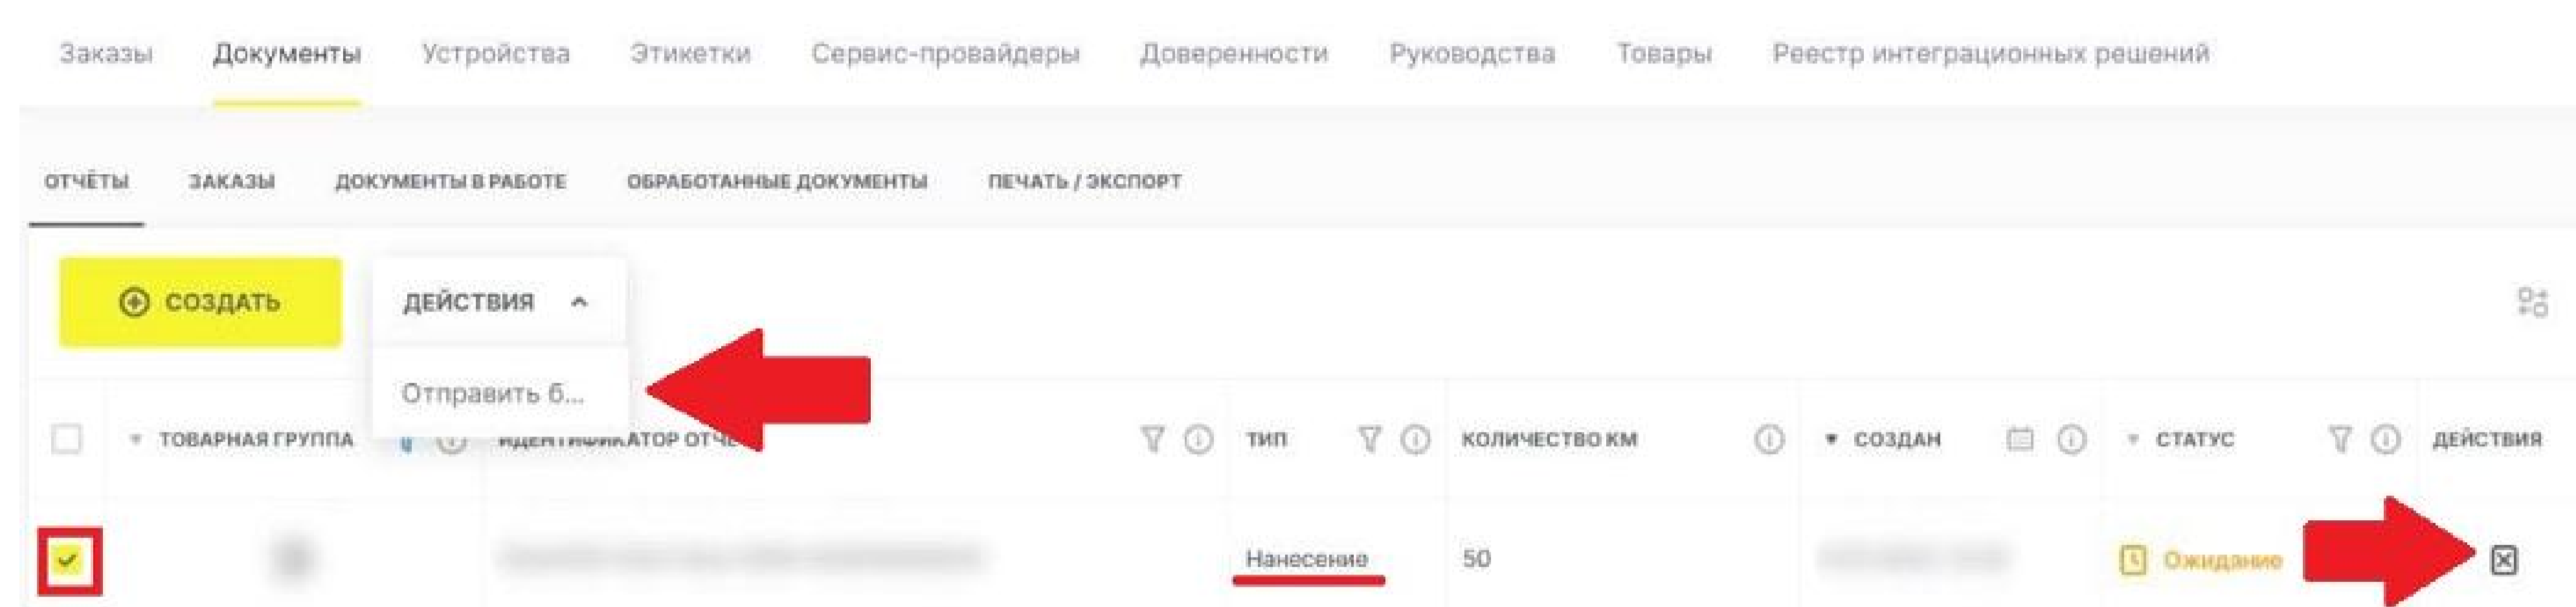 Заказы Документы Устройства Этикетки Сервис-провайдеры Доверенности Руководства Товары Реестр интеграционных решений
ОТЧЁТЫ ЗАКАЗЫ ДОКУМЕНТЫ В РАБОТЕ ОБРАБОТАННЫЕ ДОКУМЕНТЫ ПЕЧАТЬ / ЭКСПОРТ
СОЗДАТЬ ДЕЙСТВИЯ
Отправить б...
ТОВАРНАЯ ГРУППА ИДЕНТИФИКАТОР ТИП КОЛИЧЕСТВО КМ СОЗДАН СТАТУС ДЕЙСТВИЯ
Нанесение 50 Ожидание